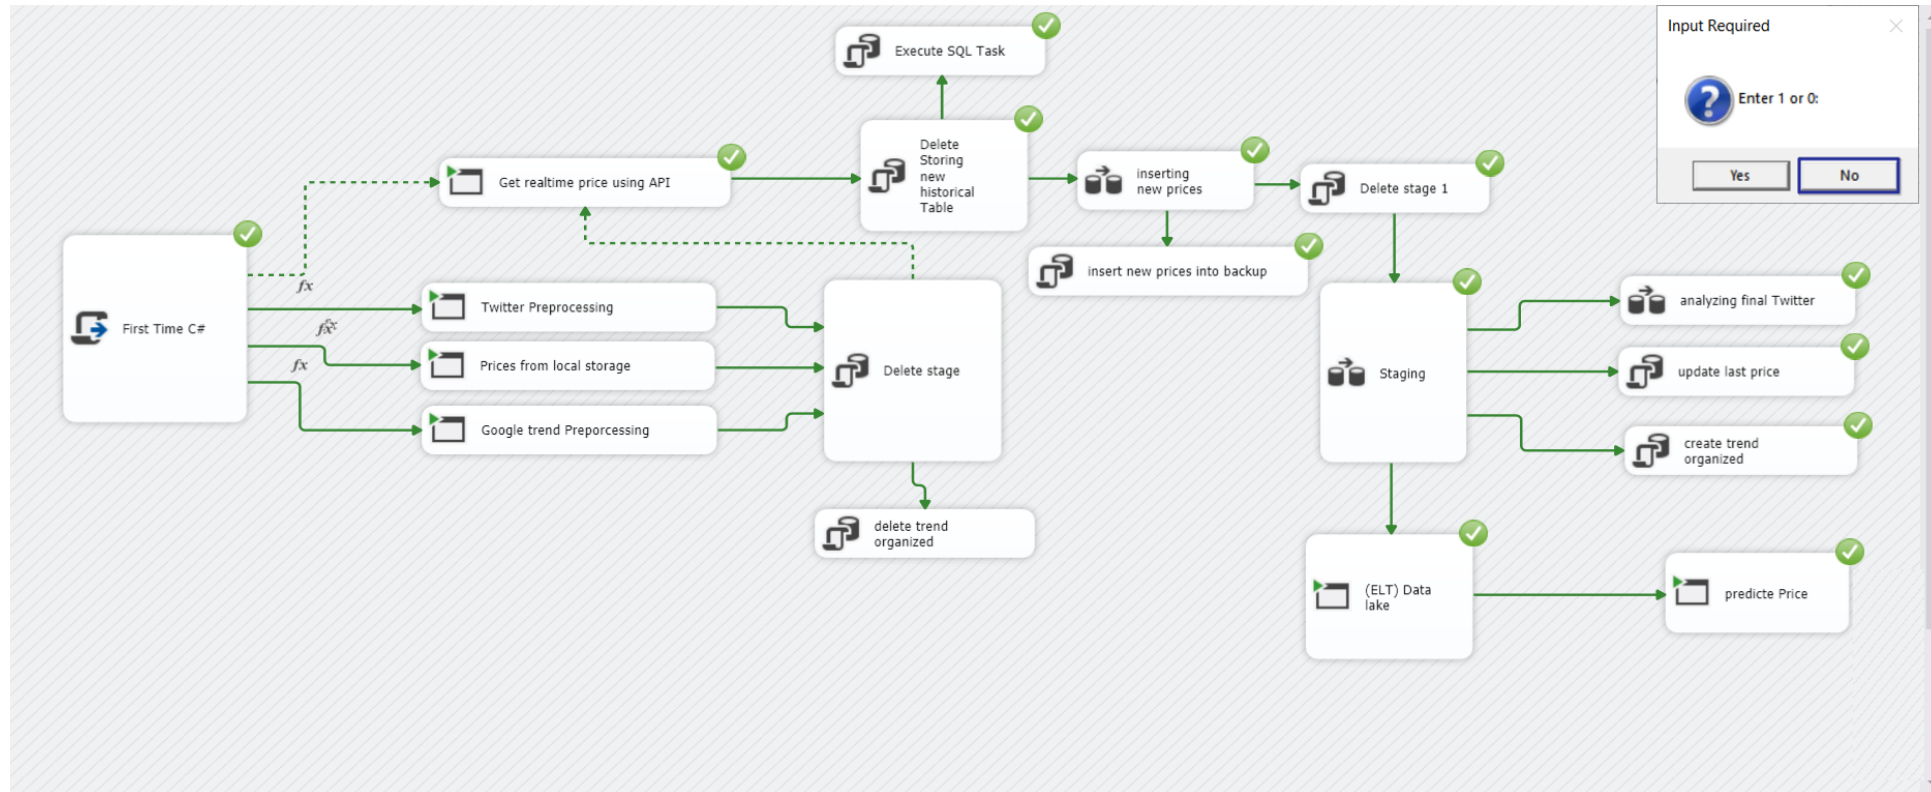 Execute SQL Task
Input Required
Enter 1 or 0:
Yes
No
Delete
Storing
new
historical
Table
Get realtime price using API
inserting
new prices
Delete stage 1
insert new prices into backup
fx
Twitter Preprocessing
analyzing final Twitter
First Time C#
fx
fx
fx
Prices from local storage
Delete stage
Staging
update last price
Google trend Preporcessing
create trend
organized
delete trend
organized
(ELT) Data
lake
predicte Price